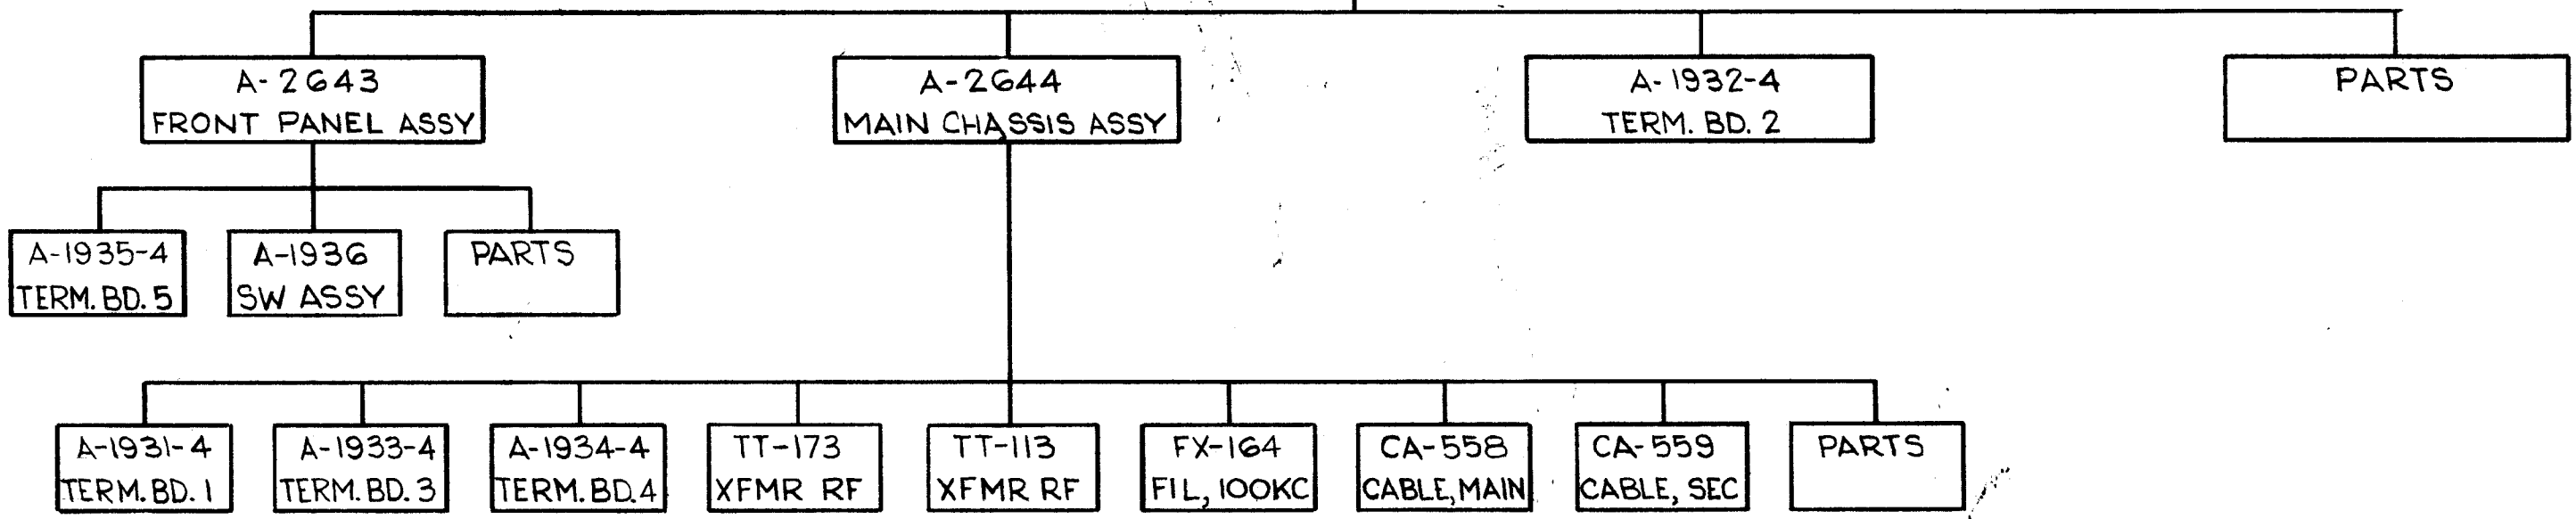 A-2643
FRONT PANEL ASSY
A-2644
MAIN CHASSIS ASSY
A-1932-4
TERM. BD. 2
PARTS
A-1935-4
TERM. BD. 5
A-1936
SW ASSY
PARTS
A-1931-4
TERM. BD. 1
A-1933-4
TERM. BD. 3
A-1934-4
TERM. BD. 4
TT-173
XFMR RF
TT-113
XFMR RF
FX-164
FIL, 100KC
CA-558
CABLE, MAIN
CA-559
CABLE, SEC
PARTS